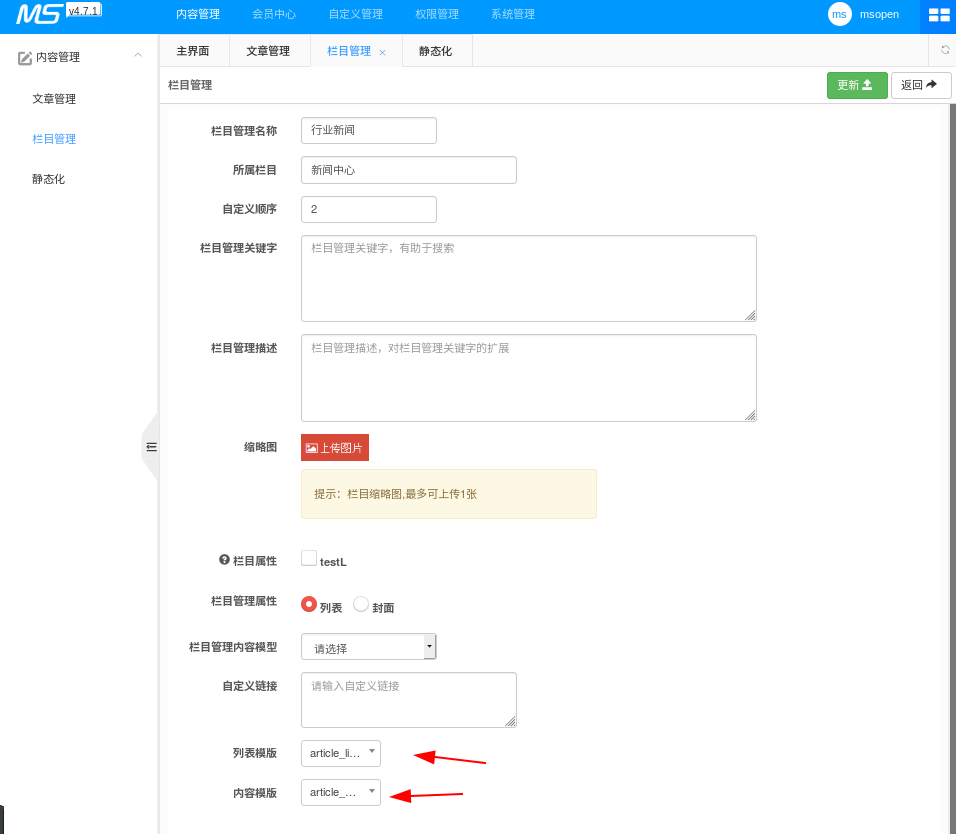 MS v4.7.1 内容管理 会员中心 自定义管理 权限管理 系统管理 ms msopen
内容管理 主界面 文章管理 栏目管理 × 静态化
文章管理
栏目管理
静态化
栏目管理 更新 返回
栏目管理名称 行业新闻
所属栏目 新闻中心
自定义顺序 2
栏目管理关键字 栏目管理关键字，有助于搜索
栏目管理描述 栏目管理描述，对栏目管理关键字的扩展
缩略图 上传图片
提示：栏目缩略图,最多可上传1张
栏目属性 testL
栏目管理属性 列表 封面
栏目管理内容模型 请选择
自定义链接 请输入自定义链接
列表模版 article_li...
内容模版 article_...